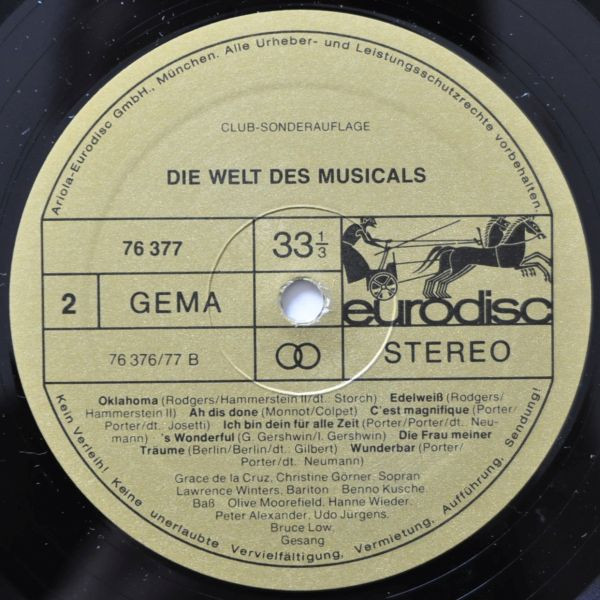 Ariola-Eurodisc GmbH., München. Alle Urheber- und Leistungsschutzrechte vorbehalten.
CLUB-SONDERAUFLAGE
DIE WELT DES MUSICALS
76 377
33 1/3
2
GEMA
eurodisc
76 376/77 B
STEREO
Oklahoma (Rodgers/Hammerstein II/dt. Storch) Edelweiß (Rodgers/
Hammerstein II) Ah dis done (Monnot/Colpet) C'est magnifique (Porter/
Porter/dt. Josetti) Ich bin dein für alle Zeit (Porter/Porter/dt. Neu-
mann) 's Wonderful (G. Gershwin/I. Gershwin) Die Frau meiner
Träume (Berlin/Berlin/dt. Gilbert) Wunderbar (Porter/
Porter/dt. Neumann)
Grace de la Cruz, Christine Görner, Sopran
Lawrence Winters, Bariton · Benno Kusche,
Baß · Olive Moorefield, Hanne Wieder,
Peter Alexander, Udo Jürgens,
Bruce Low,
Gesang
Kein Verleih! Keine unerlaubte Vervielfältigung, Vermietung, Aufführung, Sendung!